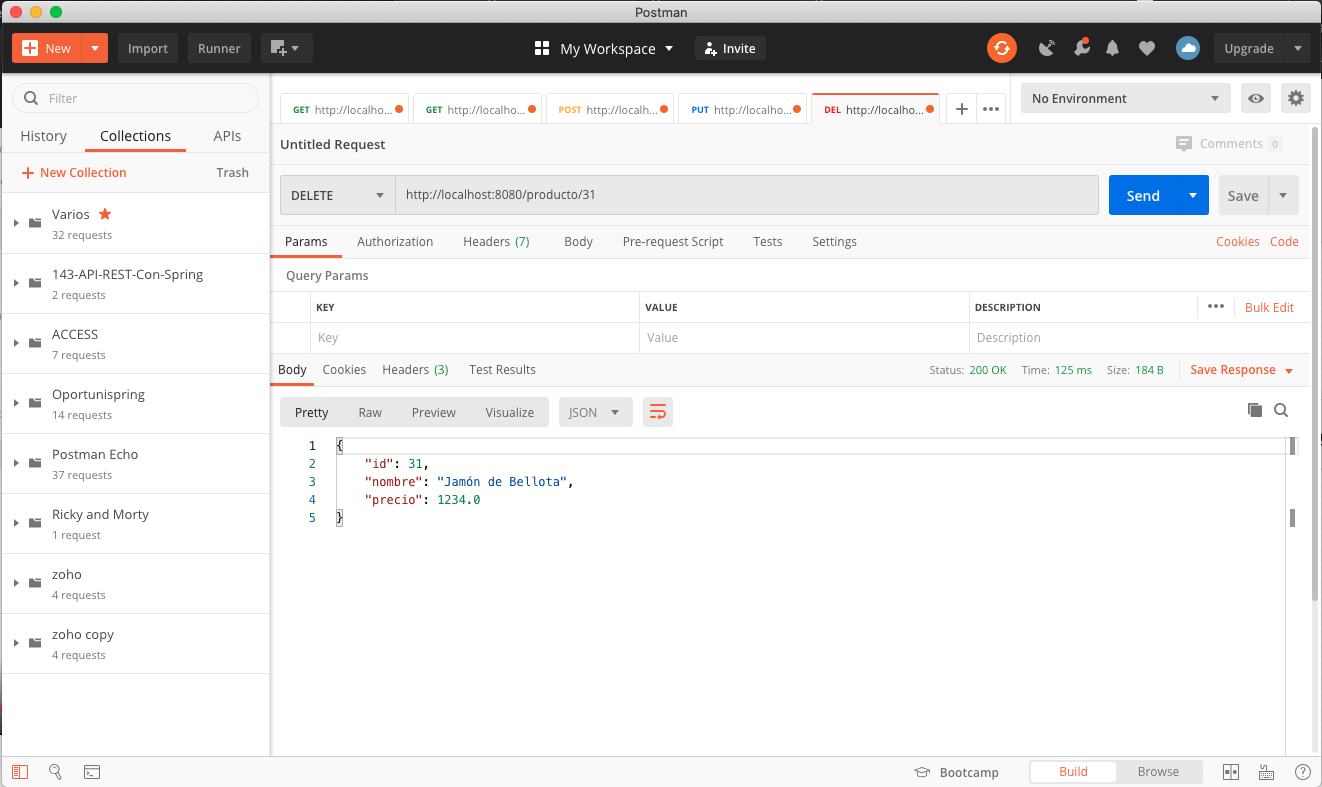 Postman
New
Import
Runner
My Workspace
Invite
Upgrade
Filter
History
Collections
APIs
+ New Collection
Trash
Varios
32 requests
143-API-REST-Con-Spring
2 requests
ACCESS
7 requests
Oportunispring
14 requests
Postman Echo
37 requests
Ricky and Morty
1 request
zoho
4 requests
zoho copy
4 requests
GET http://localho...
GET http://localho...
POST http://localh...
PUT http://localho...
DEL http://localho...
No Environment
Untitled Request
Comments 0
DELETE
http://localhost:8080/producto/31
Send
Save
Params
Authorization
Headers (7)
Body
Pre-request Script
Tests
Settings
Cookies
Code
Query Params
KEY
VALUE
DESCRIPTION
Bulk Edit
Key
Value
Description
Body
Cookies
Headers (3)
Test Results
Status: 200 OK
Time: 125 ms
Size: 184 B
Save Response
Pretty
Raw
Preview
Visualize
JSON
1 {
2 "id": 31,
3 "nombre": "Jamón de Bellota",
4 "precio": 1234.0
5 }
Bootcamp
Build
Browse